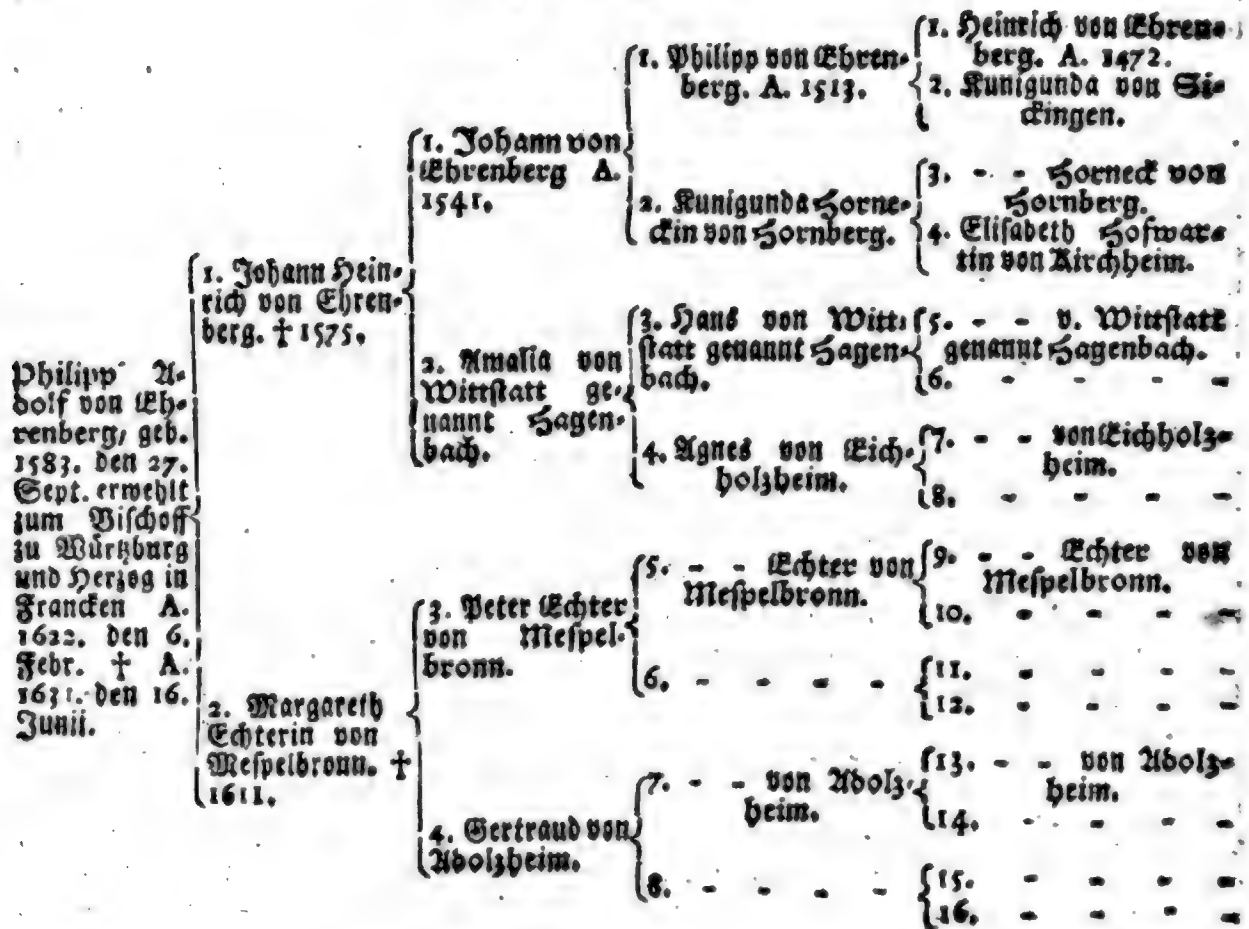 Philipp A-
dolf von Eh-
renberg, geb.
1583. den 27.
Sept. erwehlt
zum Bischoff
zu Würtzburg
und Hertzog in
Francken A.
1622. den 6.
Febr. † A.
1631. den 16.
Junii.
1. Johann Hein-
rich von Ehren-
berg. † 1575.
2. Margareth
Echterin von
Mespelbronn. †
1611.
1. Johann von
Ehrenberg A.
1541.
2. Amalia von
Wittstatt ge-
nannt Hagen-
bach.
3. Peter Echter
von Mespel-
bronn.
4. Gertraud von
Adolzheim.
1. Philipp von Ehren-
berg. A. 1513.
2. Kunigunda Horne-
ckin von Hornberg.
3. Hans von Witt-
statt genannt Hagen-
bach.
4. Agnes von Eich-
holzheim.
5. - - Echter von
Mespelbronn.
6. - - - -
7. - - von Adolz-
heim.
8. - - - -
1. Heinrich von Ehren-
berg. A. 1472.
2. Kunigunda von Si-
ckingen.
3. - - Horneck von
Hornberg.
4. Elisabeth Hofwar-
tin von Kirchheim.
5. - - v. Wittstatt
genannt Hagenbach.
6. - - - -
7. - - von Eichholz-
heim.
8. - - - -
9. - - Echter von
Mespelbronn.
10. - - - -
11. - - - -
12. - - - -
13. - - von Adolz-
heim.
14. - - - -
15. - - - -
16. - - - -